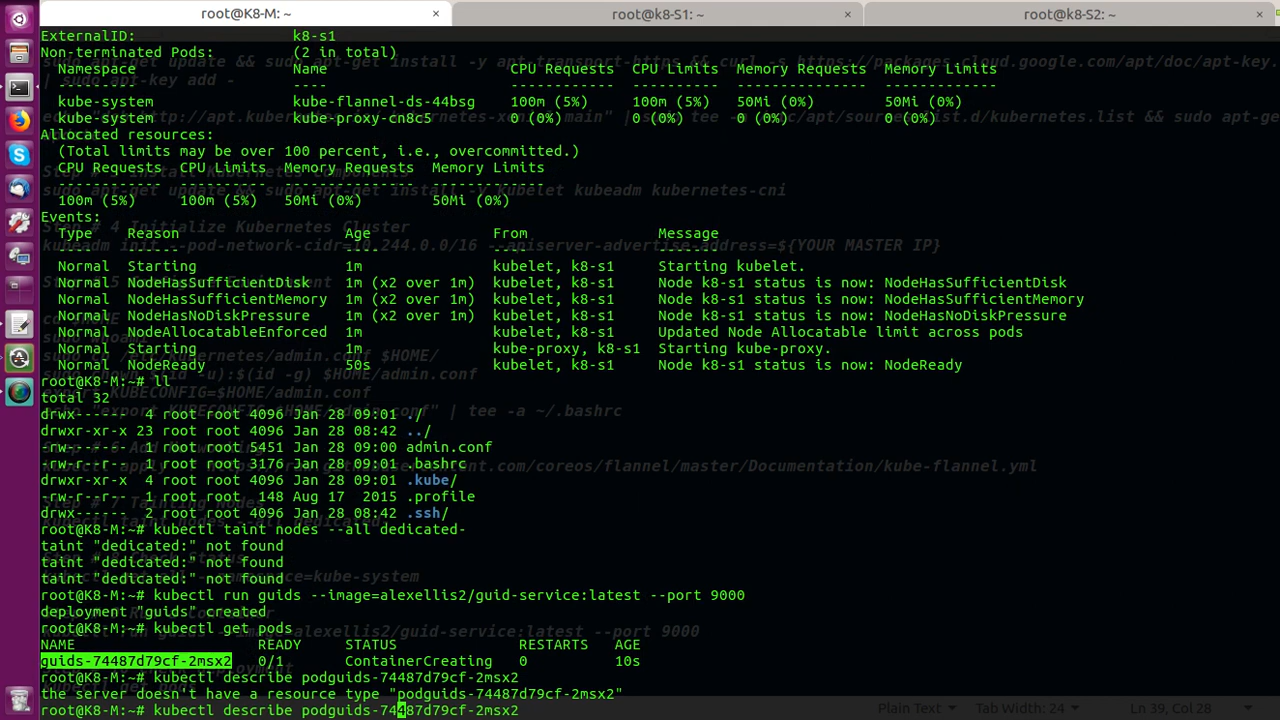 root@K8-M: ~ × root@k8-S1: ~ × root@k8-S2: ~ ×
ExternalID: k8-s1
Non-terminated Pods: (2 in total)
Namespace Name CPU Requests CPU Limits Memory Requests Memory Limits
--------- ---- ------------ ---------- --------------- -------------
kube-system kube-flannel-ds-44bsg 100m (5%) 100m (5%) 50Mi (0%) 50Mi (0%)
kube-system kube-proxy-cn8c5 0 (0%) 0 (0%) 0 (0%) 0 (0%)
Allocated resources:
(Total limits may be over 100 percent, i.e., overcommitted.)
CPU Requests CPU Limits Memory Requests Memory Limits
------------ ---------- --------------- -------------
100m (5%) 100m (5%) 50Mi (0%) 50Mi (0%)
Events:
Type Reason Age From Message
---- ------ ---- ---- -------
Normal Starting 1m kubelet, k8-s1 Starting kubelet.
Normal NodeHasSufficientDisk 1m (x2 over 1m) kubelet, k8-s1 Node k8-s1 status is now: NodeHasSufficientDisk
Normal NodeHasSufficientMemory 1m (x2 over 1m) kubelet, k8-s1 Node k8-s1 status is now: NodeHasSufficientMemory
Normal NodeHasNoDiskPressure 1m (x2 over 1m) kubelet, k8-s1 Node k8-s1 status is now: NodeHasNoDiskPressure
Normal NodeAllocatableEnforced 1m kubelet, k8-s1 Updated Node Allocatable limit across pods
Normal Starting 1m kube-proxy, k8-s1 Starting kube-proxy.
Normal NodeReady 50s kubelet, k8-s1 Node k8-s1 status is now: NodeReady
root@K8-M:~# ll
total 32
drwx------ 4 root root 4096 Jan 28 09:01 ./
drwxr-xr-x 23 root root 4096 Jan 28 08:42 ../
-rw------- 1 root root 5451 Jan 28 09:00 admin.conf
-rw-r--r-- 1 root root 3176 Jan 28 09:01 .bashrc
drwxr-xr-x 4 root root 4096 Jan 28 09:01 .kube/
-rw-r--r-- 1 root root 148 Aug 17 2015 .profile
drwx------ 2 root root 4096 Jan 28 08:42 .ssh/
root@K8-M:~# kubectl taint nodes --all dedicated-
taint "dedicated:" not found
taint "dedicated:" not found
taint "dedicated:" not found
root@K8-M:~# kubectl run guids --image=alexellis2/guid-service:latest --port 9000
deployment "guids" created
root@K8-M:~# kubectl get pods
NAME READY STATUS RESTARTS AGE
guids-74487d79cf-2msx2 0/1 ContainerCreating 0 10s
root@K8-M:~# kubectl describe podguids-74487d79cf-2msx2
the server doesn't have a resource type "podguids-74487d79cf-2msx2"
root@K8-M:~# kubectl describe podguids-74487d79cf-2msx2
Plain Text Tab Width: 24 Ln 39, Col 28